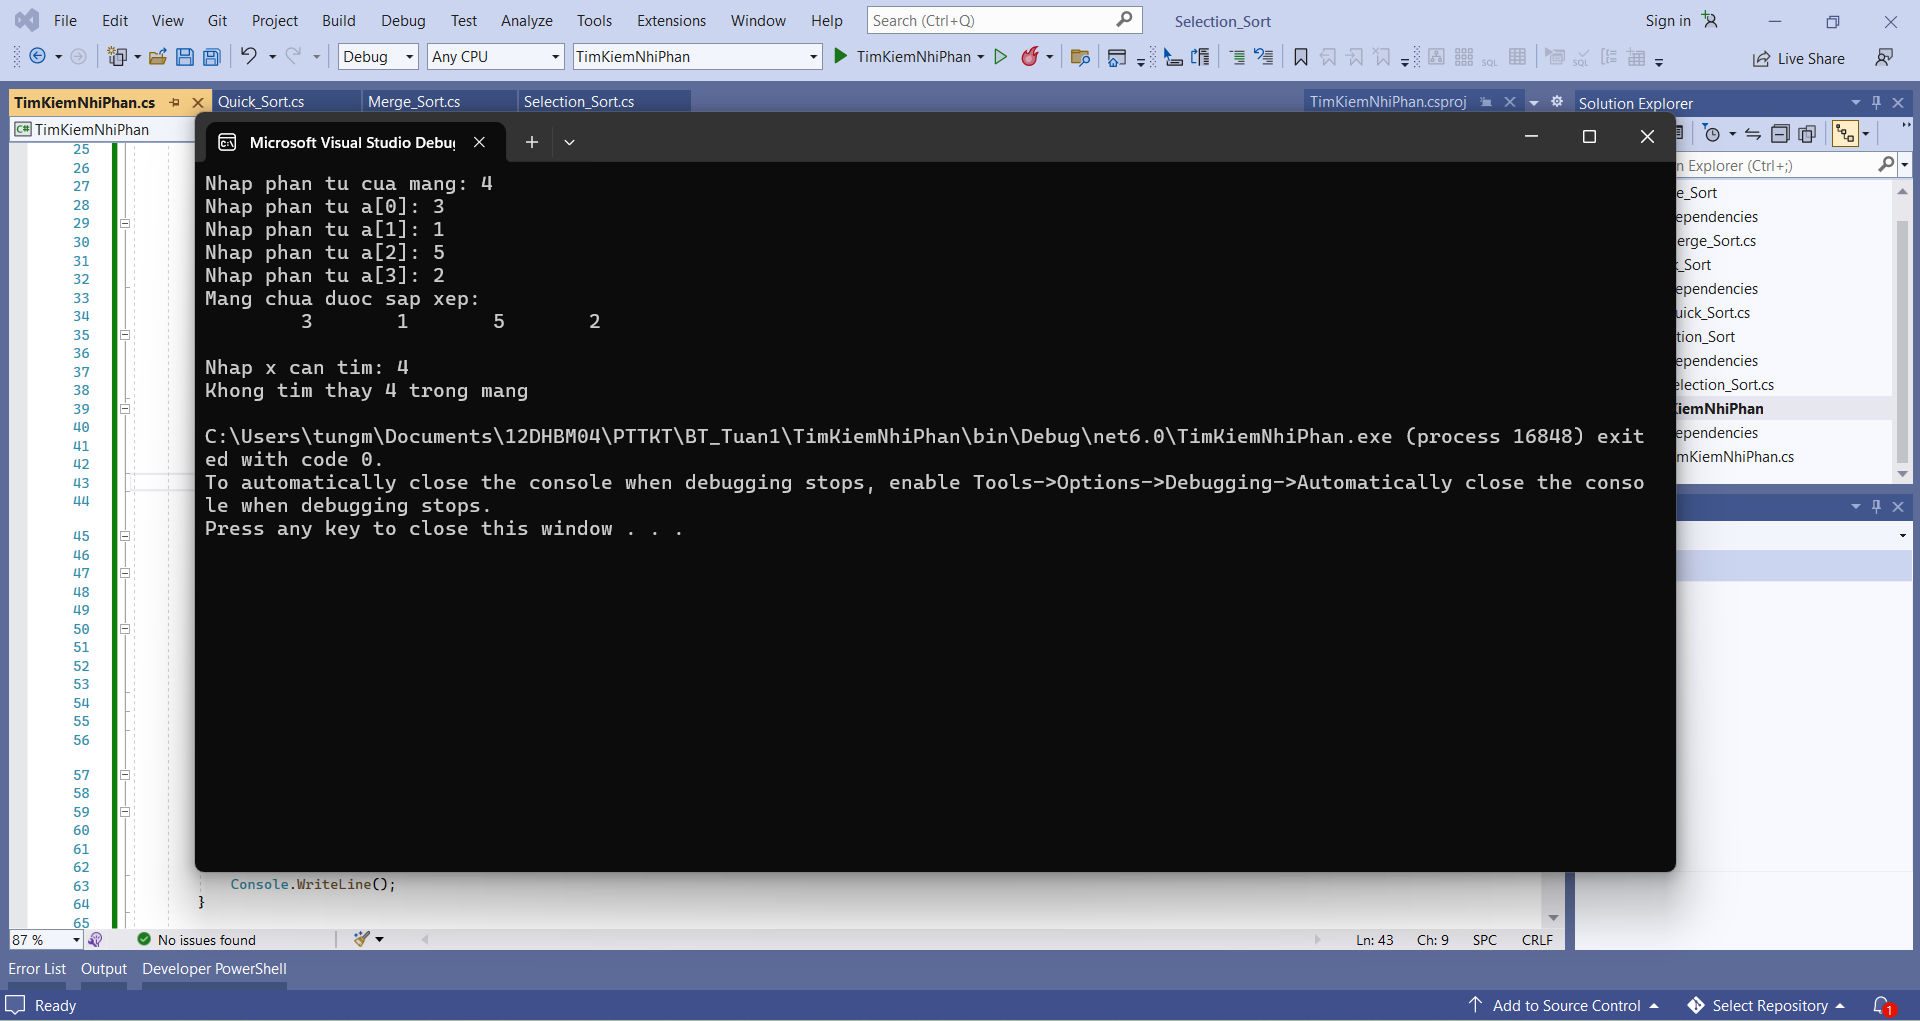 File Edit View Git Project Build Debug Test Analyze Tools Extensions Window Help Search (Ctrl+Q) Selection_Sort Sign in
Debug Any CPU TimKiemNhiPhan TimKiemNhiPhan Live Share
TimKiemNhiPhan.cs Quick_Sort.cs Merge_Sort.cs Selection_Sort.cs TimKiemNhiPhan.csproj Solution Explorer
C# TimKiemNhiPhan
Microsoft Visual Studio Debug
n Explorer (Ctrl+;)
e_Sort
ependencies
erge_Sort.cs
k_Sort
ependencies
uick_Sort.cs
tion_Sort
ependencies
election_Sort.cs
KiemNhiPhan
ependencies
mKiemNhiPhan.cs
Nhap phan tu cua mang: 4
Nhap phan tu a[0]: 3
Nhap phan tu a[1]: 1
Nhap phan tu a[2]: 5
Nhap phan tu a[3]: 2
Mang chua duoc sap xep:
3 1 5 2
Nhap x can tim: 4
Khong tim thay 4 trong mang
C:\Users\tungm\Documents\12DHBM04\PTTKT\BT_Tuan1\TimKiemNhiPhan\bin\Debug\net6.0\TimKiemNhiPhan.exe (process 16848) exit
ed with code 0.
To automatically close the console when debugging stops, enable Tools->Options->Debugging->Automatically close the conso
le when debugging stops.
Press any key to close this window . . .
25
26
27
28
29
30
31
32
33
34
35
36
37
38
39
40
41
42
43
44
45
46
47
48
49
50
51
52
53
54
55
56
57
58
59
60
61
62
63 Console.WriteLine();
64 }
65
87 % No issues found Ln: 43 Ch: 9 SPC CRLF
Error List Output Developer PowerShell
Ready Add to Source Control Select Repository 1